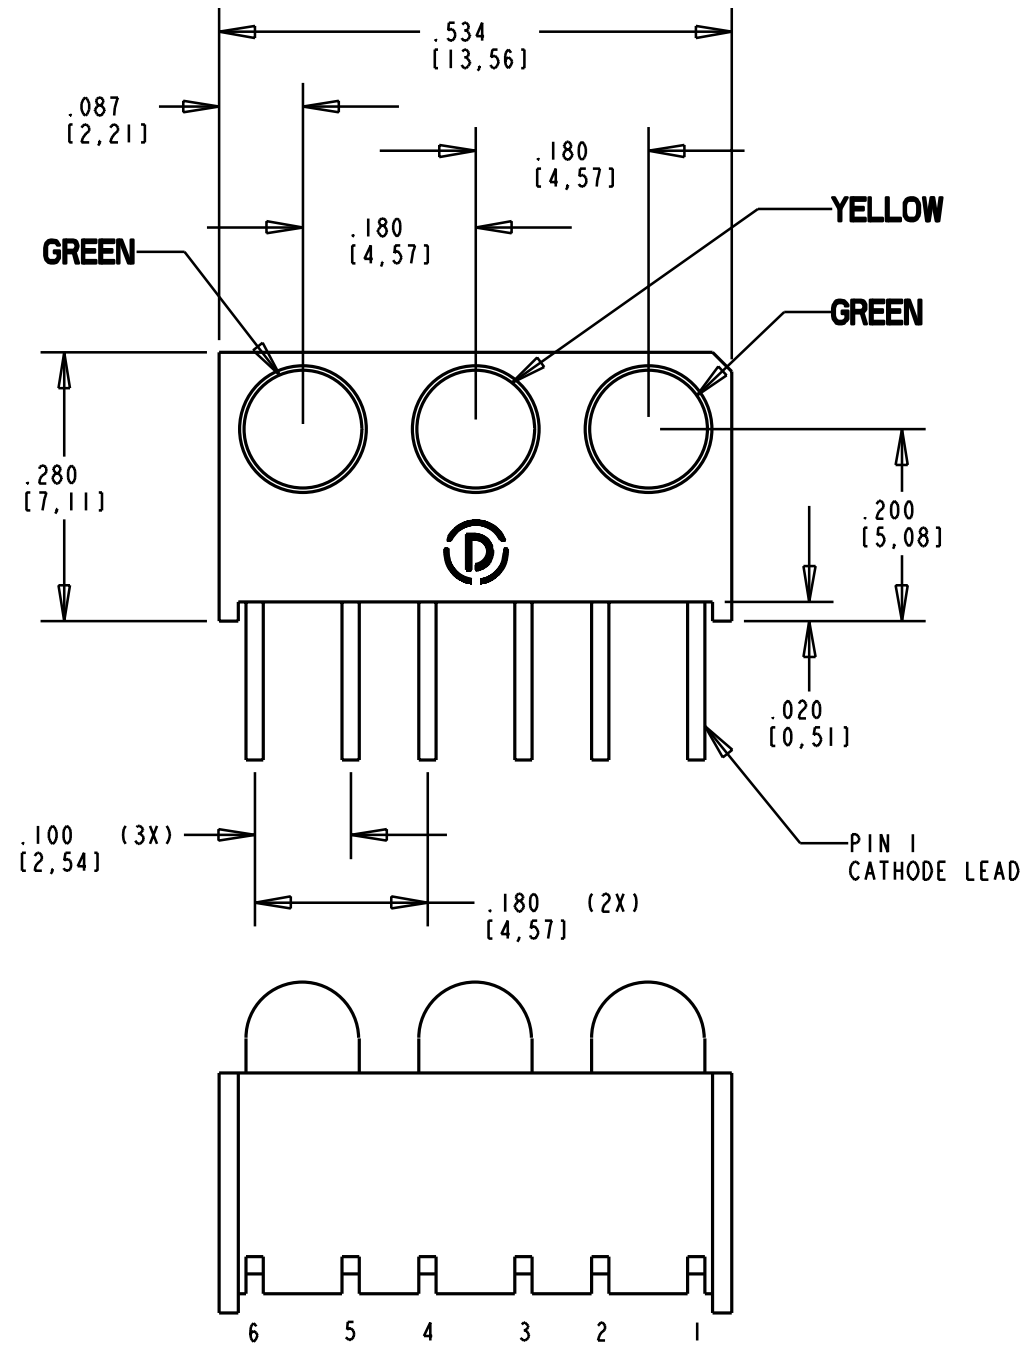 .534
[13,56]
.087
[2,21]
.180
[4,57]
YELLOW
.180
[4,57]
GREEN
GREEN
.280
[7,11]
.200
[5,08]
D
.020
[0,51]
.100 (3X)
[2,54]
PIN 1
CATHODE LEAD
.180 (2X)
[4,57]
6 5 4 3 2 1